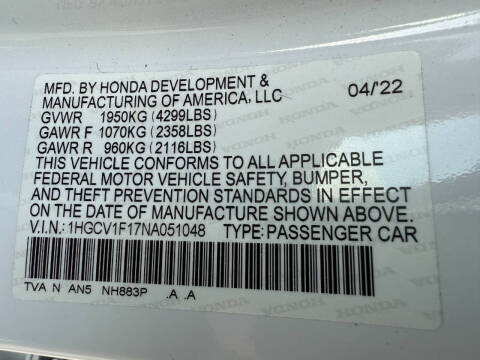 MFD. BY HONDA DEVELOPMENT &
MANUFACTURING OF AMERICA, LLC 04/'22
GVWR 1950KG (4299LBS)
GAWR F 1070KG (2358LBS)
GAWR R 960KG (2116LBS)
THIS VEHICLE CONFORMS TO ALL APPLICABLE
FEDERAL MOTOR VEHICLE SAFETY, BUMPER,
AND THEFT PREVENTION STANDARDS IN EFFECT
ON THE DATE OF MANUFACTURE SHOWN ABOVE.
V.I.N.: 1HGCV1F17NA051048 TYPE: PASSENGER CAR
TVA N AN5 NH883P .A .A